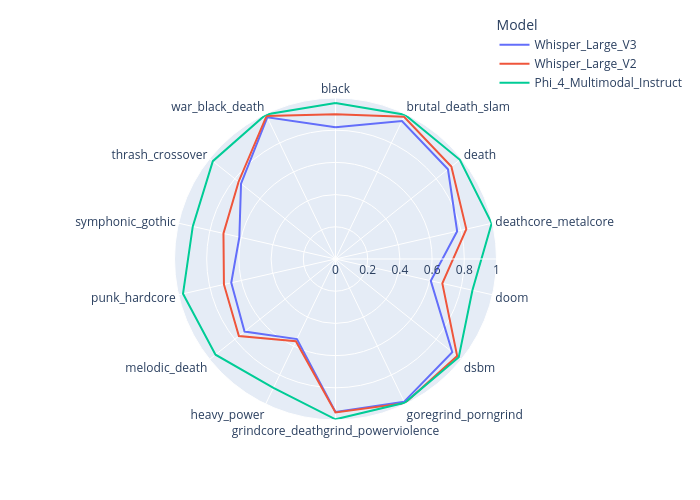 Model
Whisper_Large_V3
Whisper_Large_V2
Phi_4_Multimodal_Instruct
black
war_black_death
brutal_death_slam
thrash_crossover
death
symphonic_gothic
deathcore_metalcore
0 0.2 0.4 0.6 0.8 1
punk_hardcore
doom
melodic_death
dsbm
heavy_power
goregrind_porngrind
grindcore_deathgrind_powerviolence